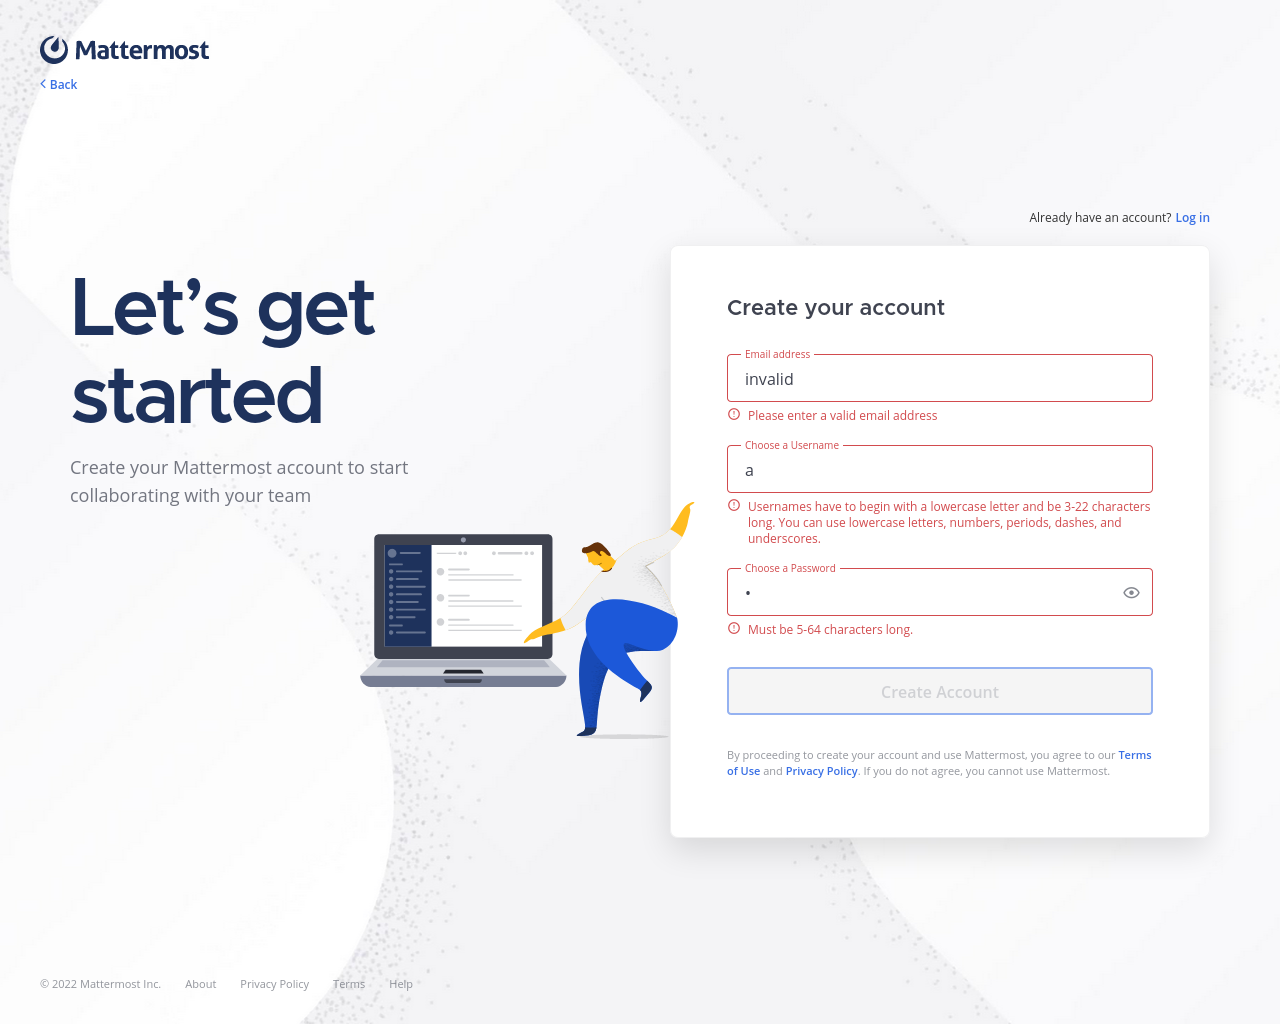 Mattermost
Back
Already have an account? Log in
Let’s get
started
Create your Mattermost account to start
collaborating with your team
Create your account
Email address
invalid
Please enter a valid email address
Choose a Username
a
Usernames have to begin with a lowercase letter and be 3-22 characters
long. You can use lowercase letters, numbers, periods, dashes, and
underscores.
Choose a Password
•
Must be 5-64 characters long.
Create Account
By proceeding to create your account and use Mattermost, you agree to our Terms
of Use and Privacy Policy. If you do not agree, you cannot use Mattermost.
© 2022 Mattermost Inc. About Privacy Policy Terms Help